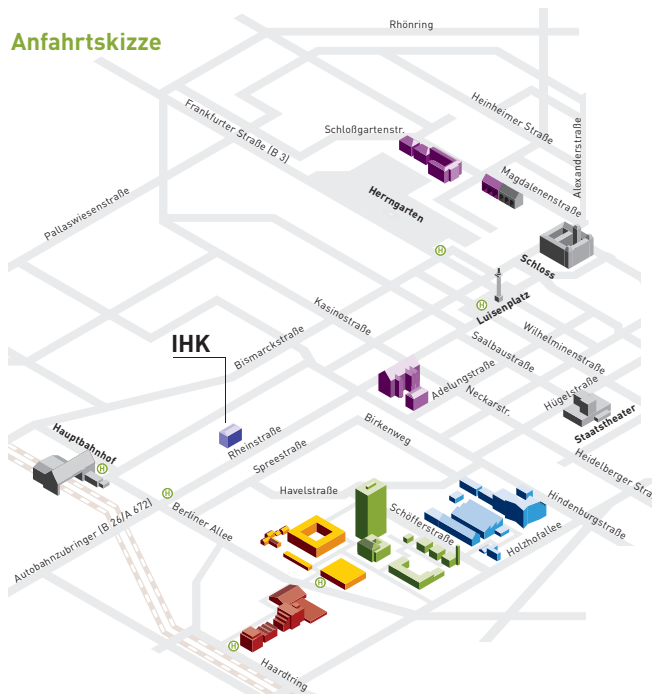 Rhönring
Anfahrtskizze
Heinheimer Straße
Frankfurter Straße (B 3)
Schloßgartenstr.
Alexanderstraße
Magdalenenstraße
Herrngarten
Pallaswiesenstraße
H
Schloss
Luisenplatz
H
Kasinostraße
Wilhelminenstraße
Saalbaustraße
Bismarckstraße
IHK
Adelungstraße
Neckarstr.
Hügelstraße
Staatstheater
Birkenweg
Rheinstraße
Hauptbahnhof
H
Spreestraße
Heidelberger Stra
Havelstraße
H
Berliner Allee
Schöfferstraße
Hindenburgstraße
Holzhofallee
Autobahnzubringer (B 26/A 672)
H
H
Haardtring